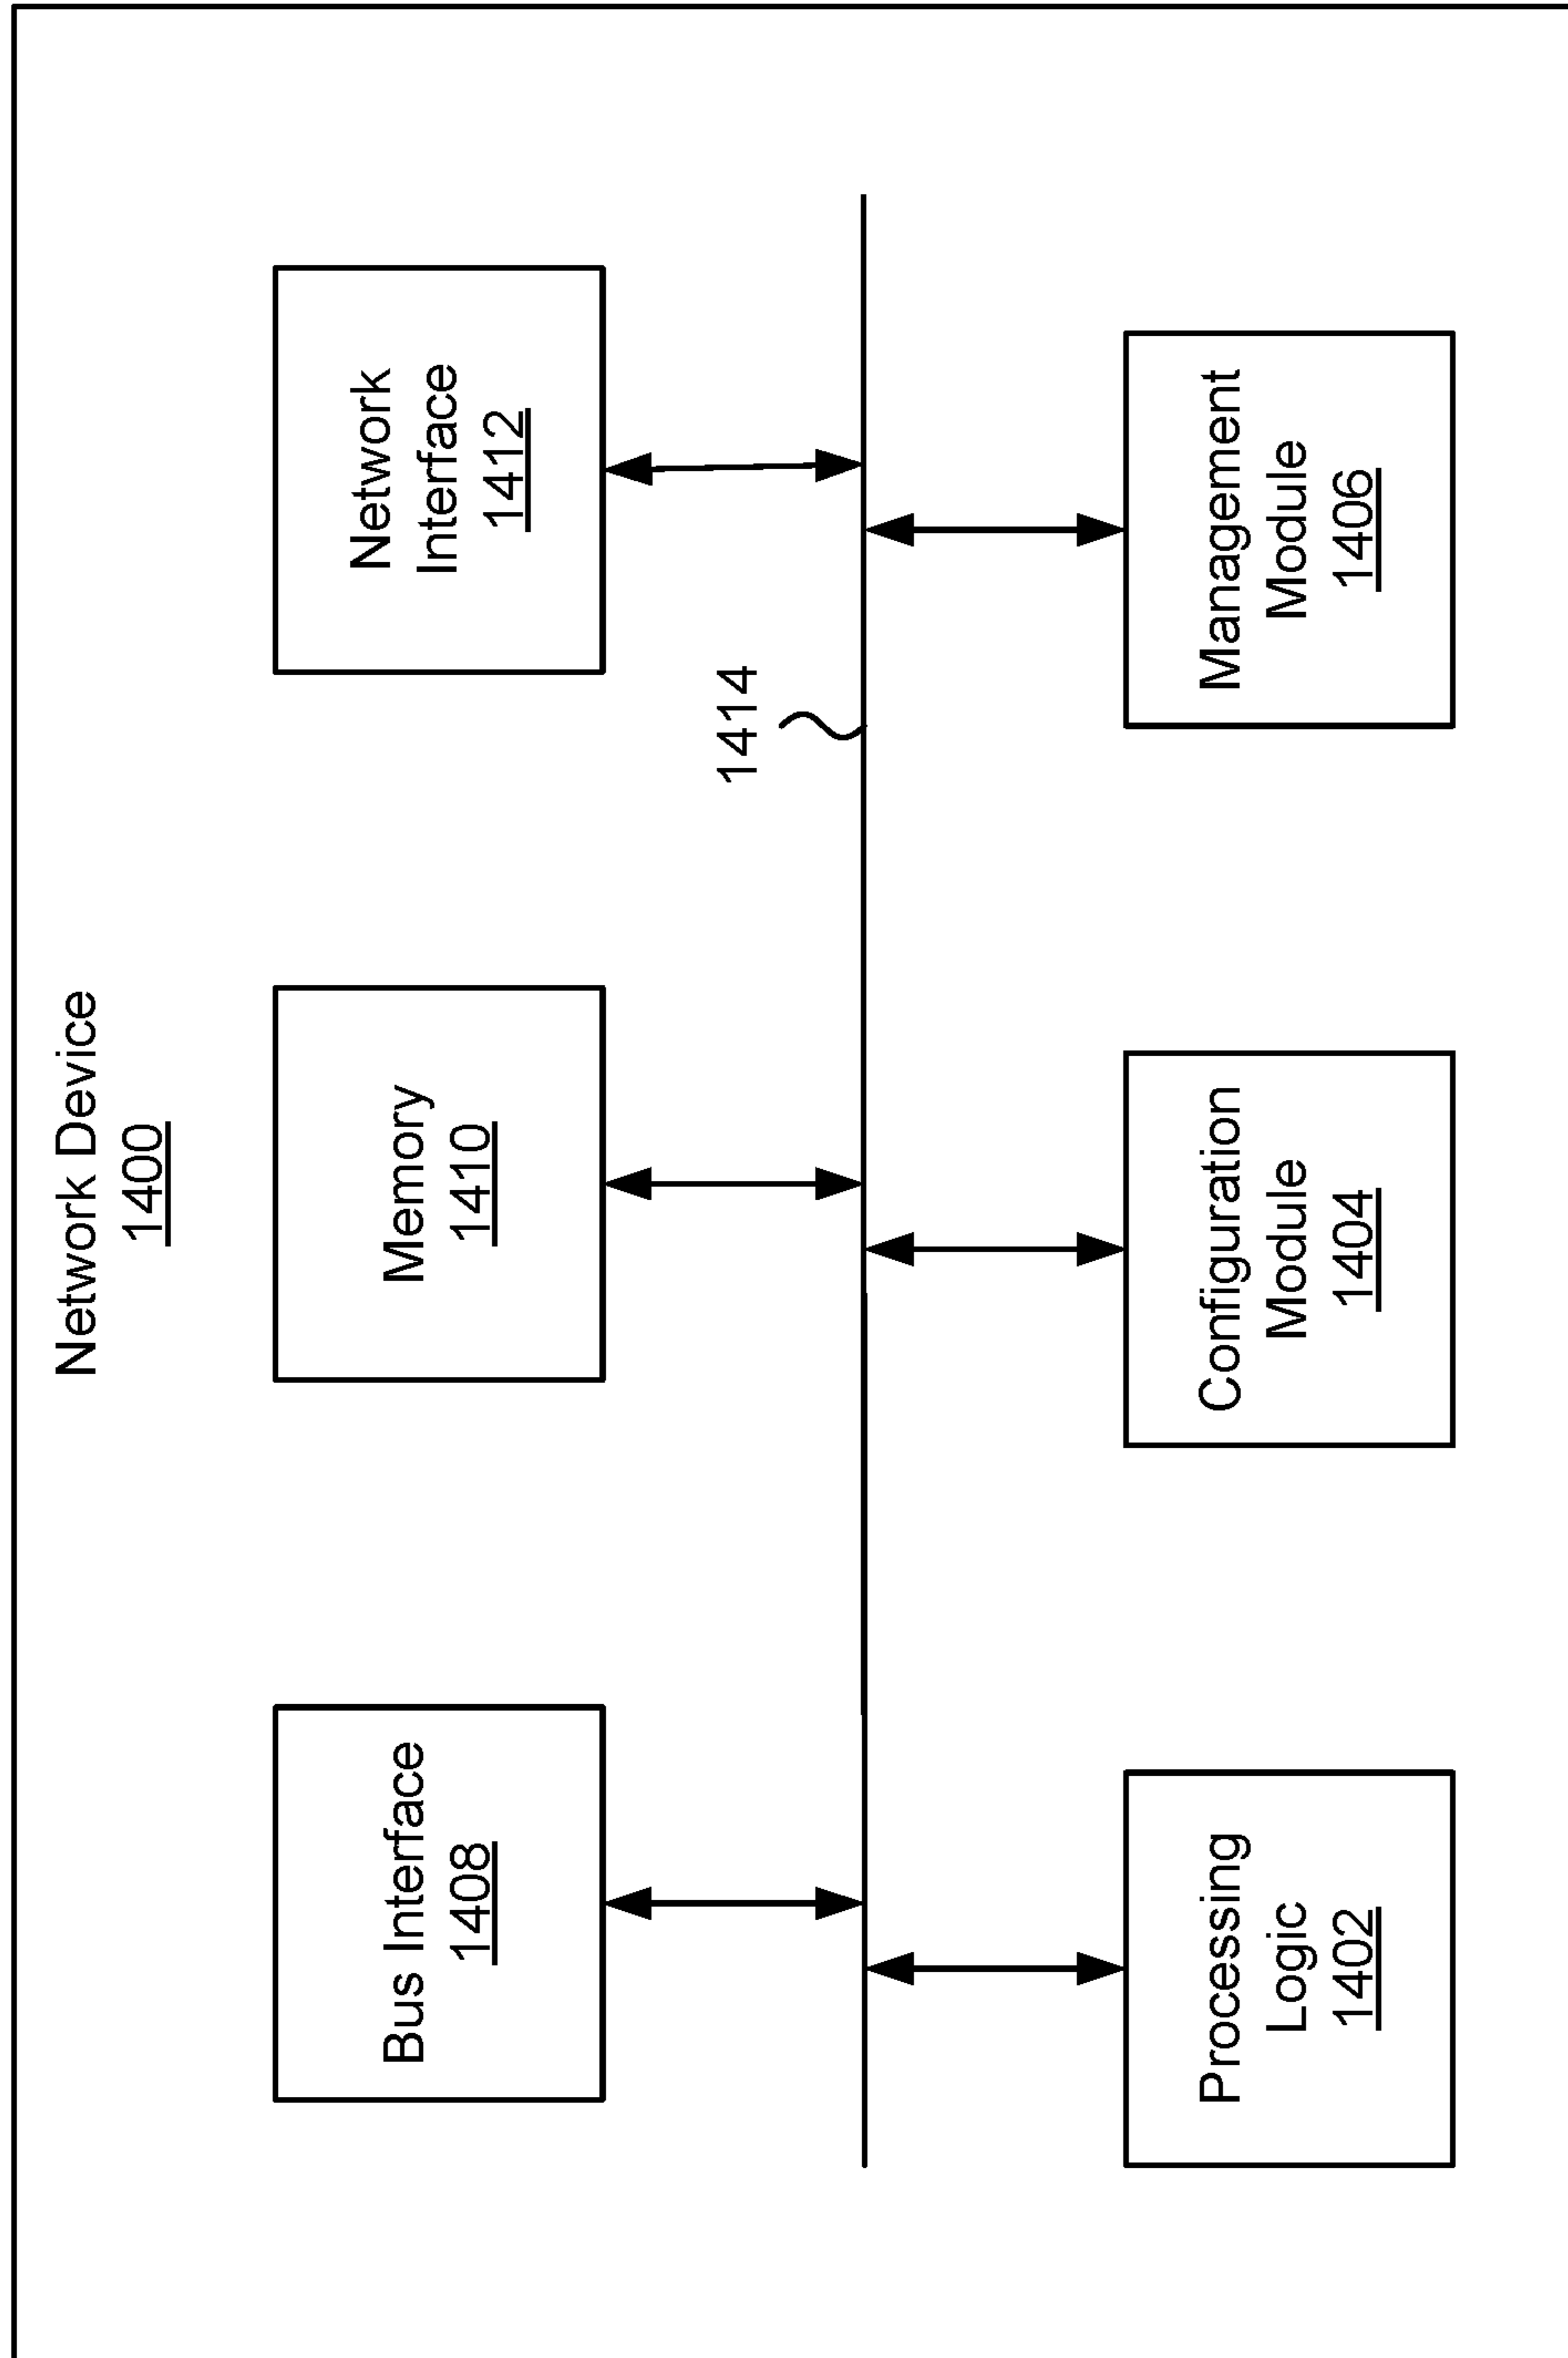 Network Device
1400
Bus Interface
1408
Memory
1410
Network
Interface
1412
1414
Processing
Logic
1402
Configuration
Module
1404
Management
Module
1406